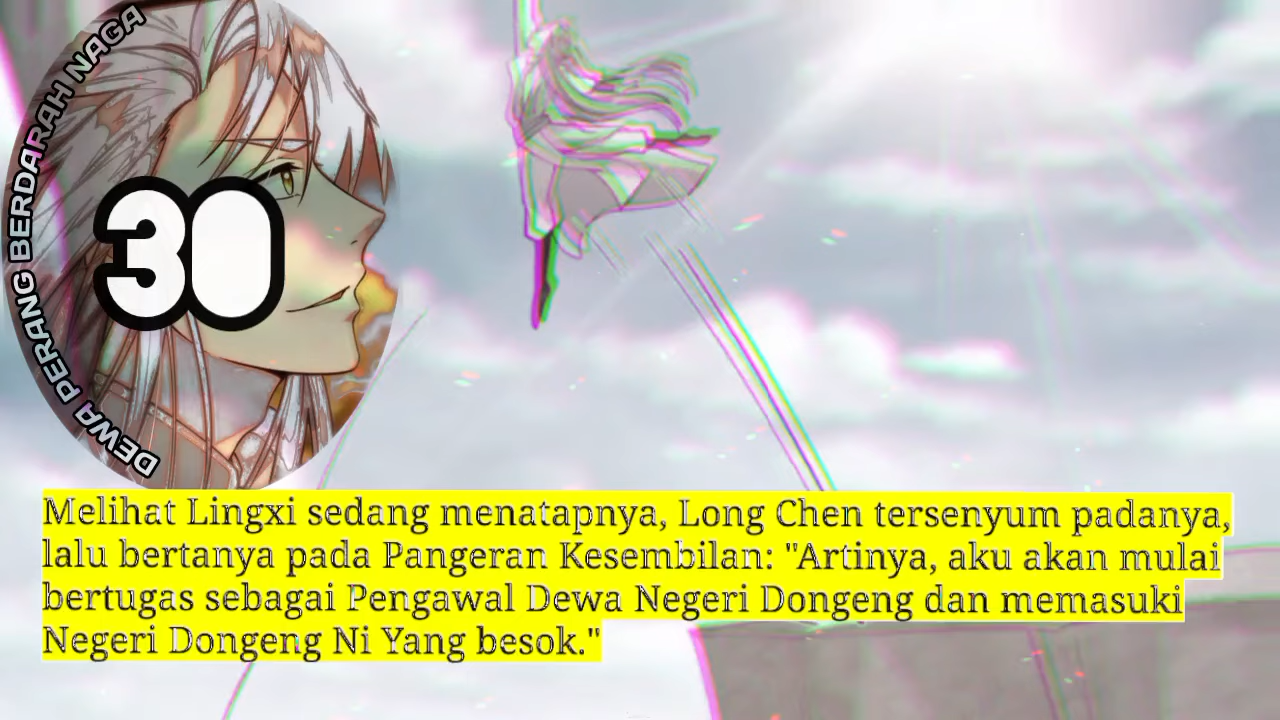 DEWA PERANG BERDARAH NAGA
30
Melihat Lingxi sedang menatapnya, Long Chen tersenyum padanya,
lalu bertanya pada Pangeran Kesembilan: "Artinya, aku akan mulai
bertugas sebagai Pengawal Dewa Negeri Dongeng dan memasuki
Negeri Dongeng Ni Yang besok."